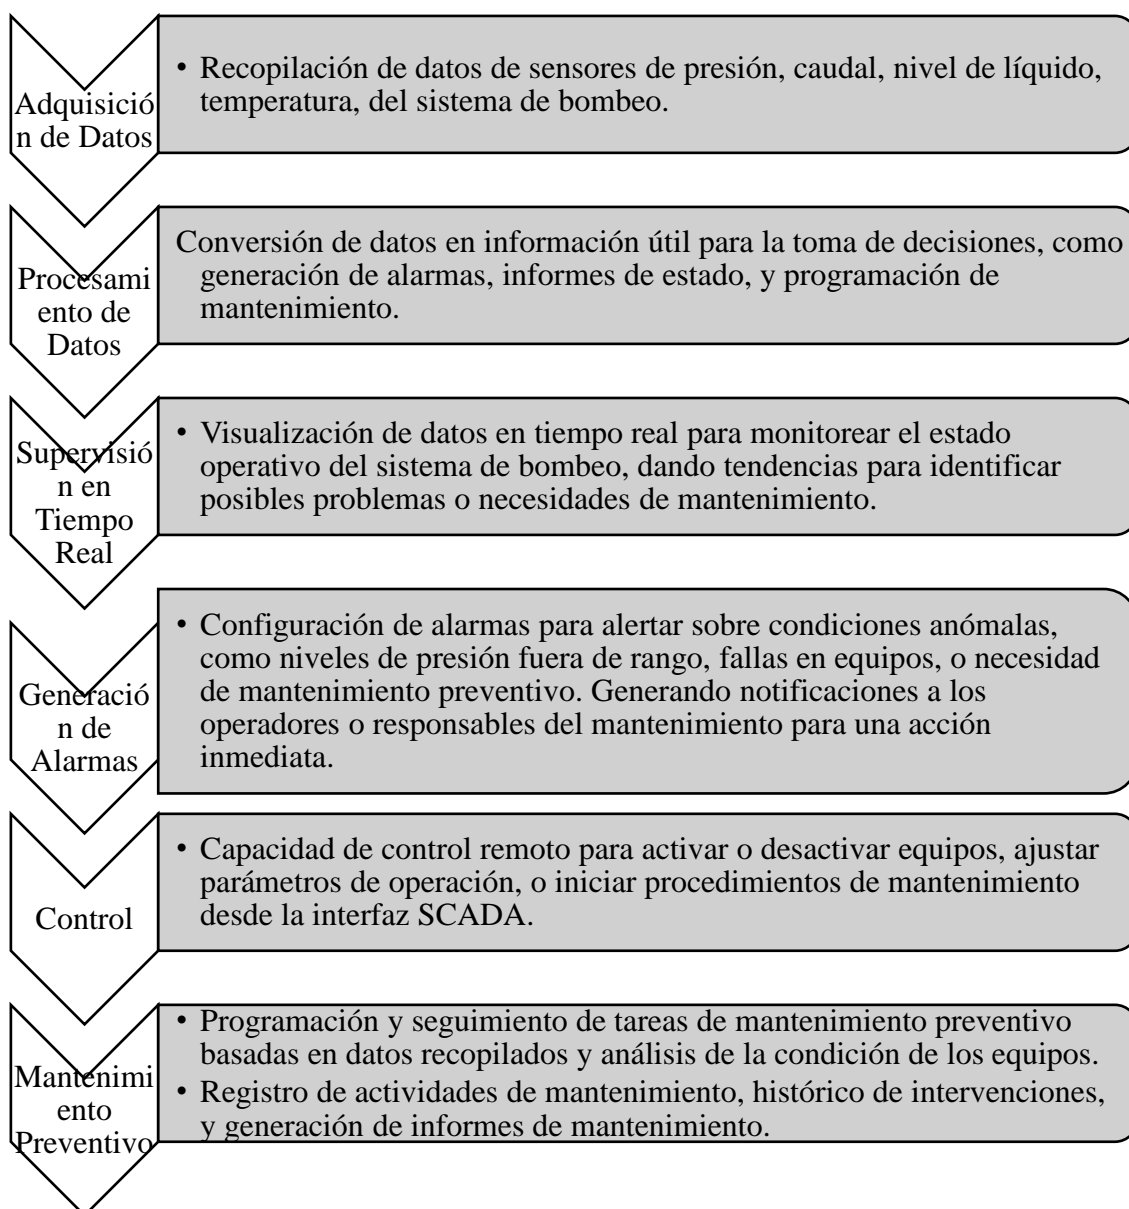 Adquisició
n de Datos
• Recopilación de datos de sensores de presión, caudal, nivel de líquido,
temperatura, del sistema de bombeo.
Procesami
ento de
Datos
Conversión de datos en información útil para la toma de decisiones, como
generación de alarmas, informes de estado, y programación de
mantenimiento.
Supervisió
n en
Tiempo
Real
• Visualización de datos en tiempo real para monitorear el estado
operativo del sistema de bombeo, dando tendencias para identificar
posibles problemas o necesidades de mantenimiento.
Generació
n de
Alarmas
• Configuración de alarmas para alertar sobre condiciones anómalas,
como niveles de presión fuera de rango, fallas en equipos, o necesidad
de mantenimiento preventivo. Generando notificaciones a los
operadores o responsables del mantenimiento para una acción
inmediata.
Control
• Capacidad de control remoto para activar o desactivar equipos, ajustar
parámetros de operación, o iniciar procedimientos de mantenimiento
desde la interfaz SCADA.
Mantenimi
ento
Preventivo
• Programación y seguimiento de tareas de mantenimiento preventivo
basadas en datos recopilados y análisis de la condición de los equipos.
• Registro de actividades de mantenimiento, histórico de intervenciones,
y generación de informes de mantenimiento.